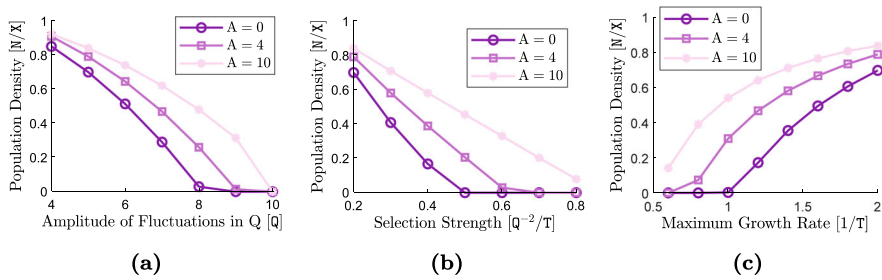 Population Density [N/X]
1
0.8
0.6
0.4
0.2
0
4
6
8
10
A = 0
A = 4
A = 10
Amplitude of Fluctuations in Q [Q]
(a)
Population Density [N/X]
1
0.8
0.6
0.4
0.2
0
0.2
0.4
0.6
0.8
A = 0
A = 4
A = 10
Selection Strength [Q⁻²/T]
(b)
Population Density [N/X]
1
0.8
0.6
0.4
0.2
0
0.5
1
1.5
2
A = 0
A = 4
A = 10
Maximum Growth Rate [1/T]
(c)